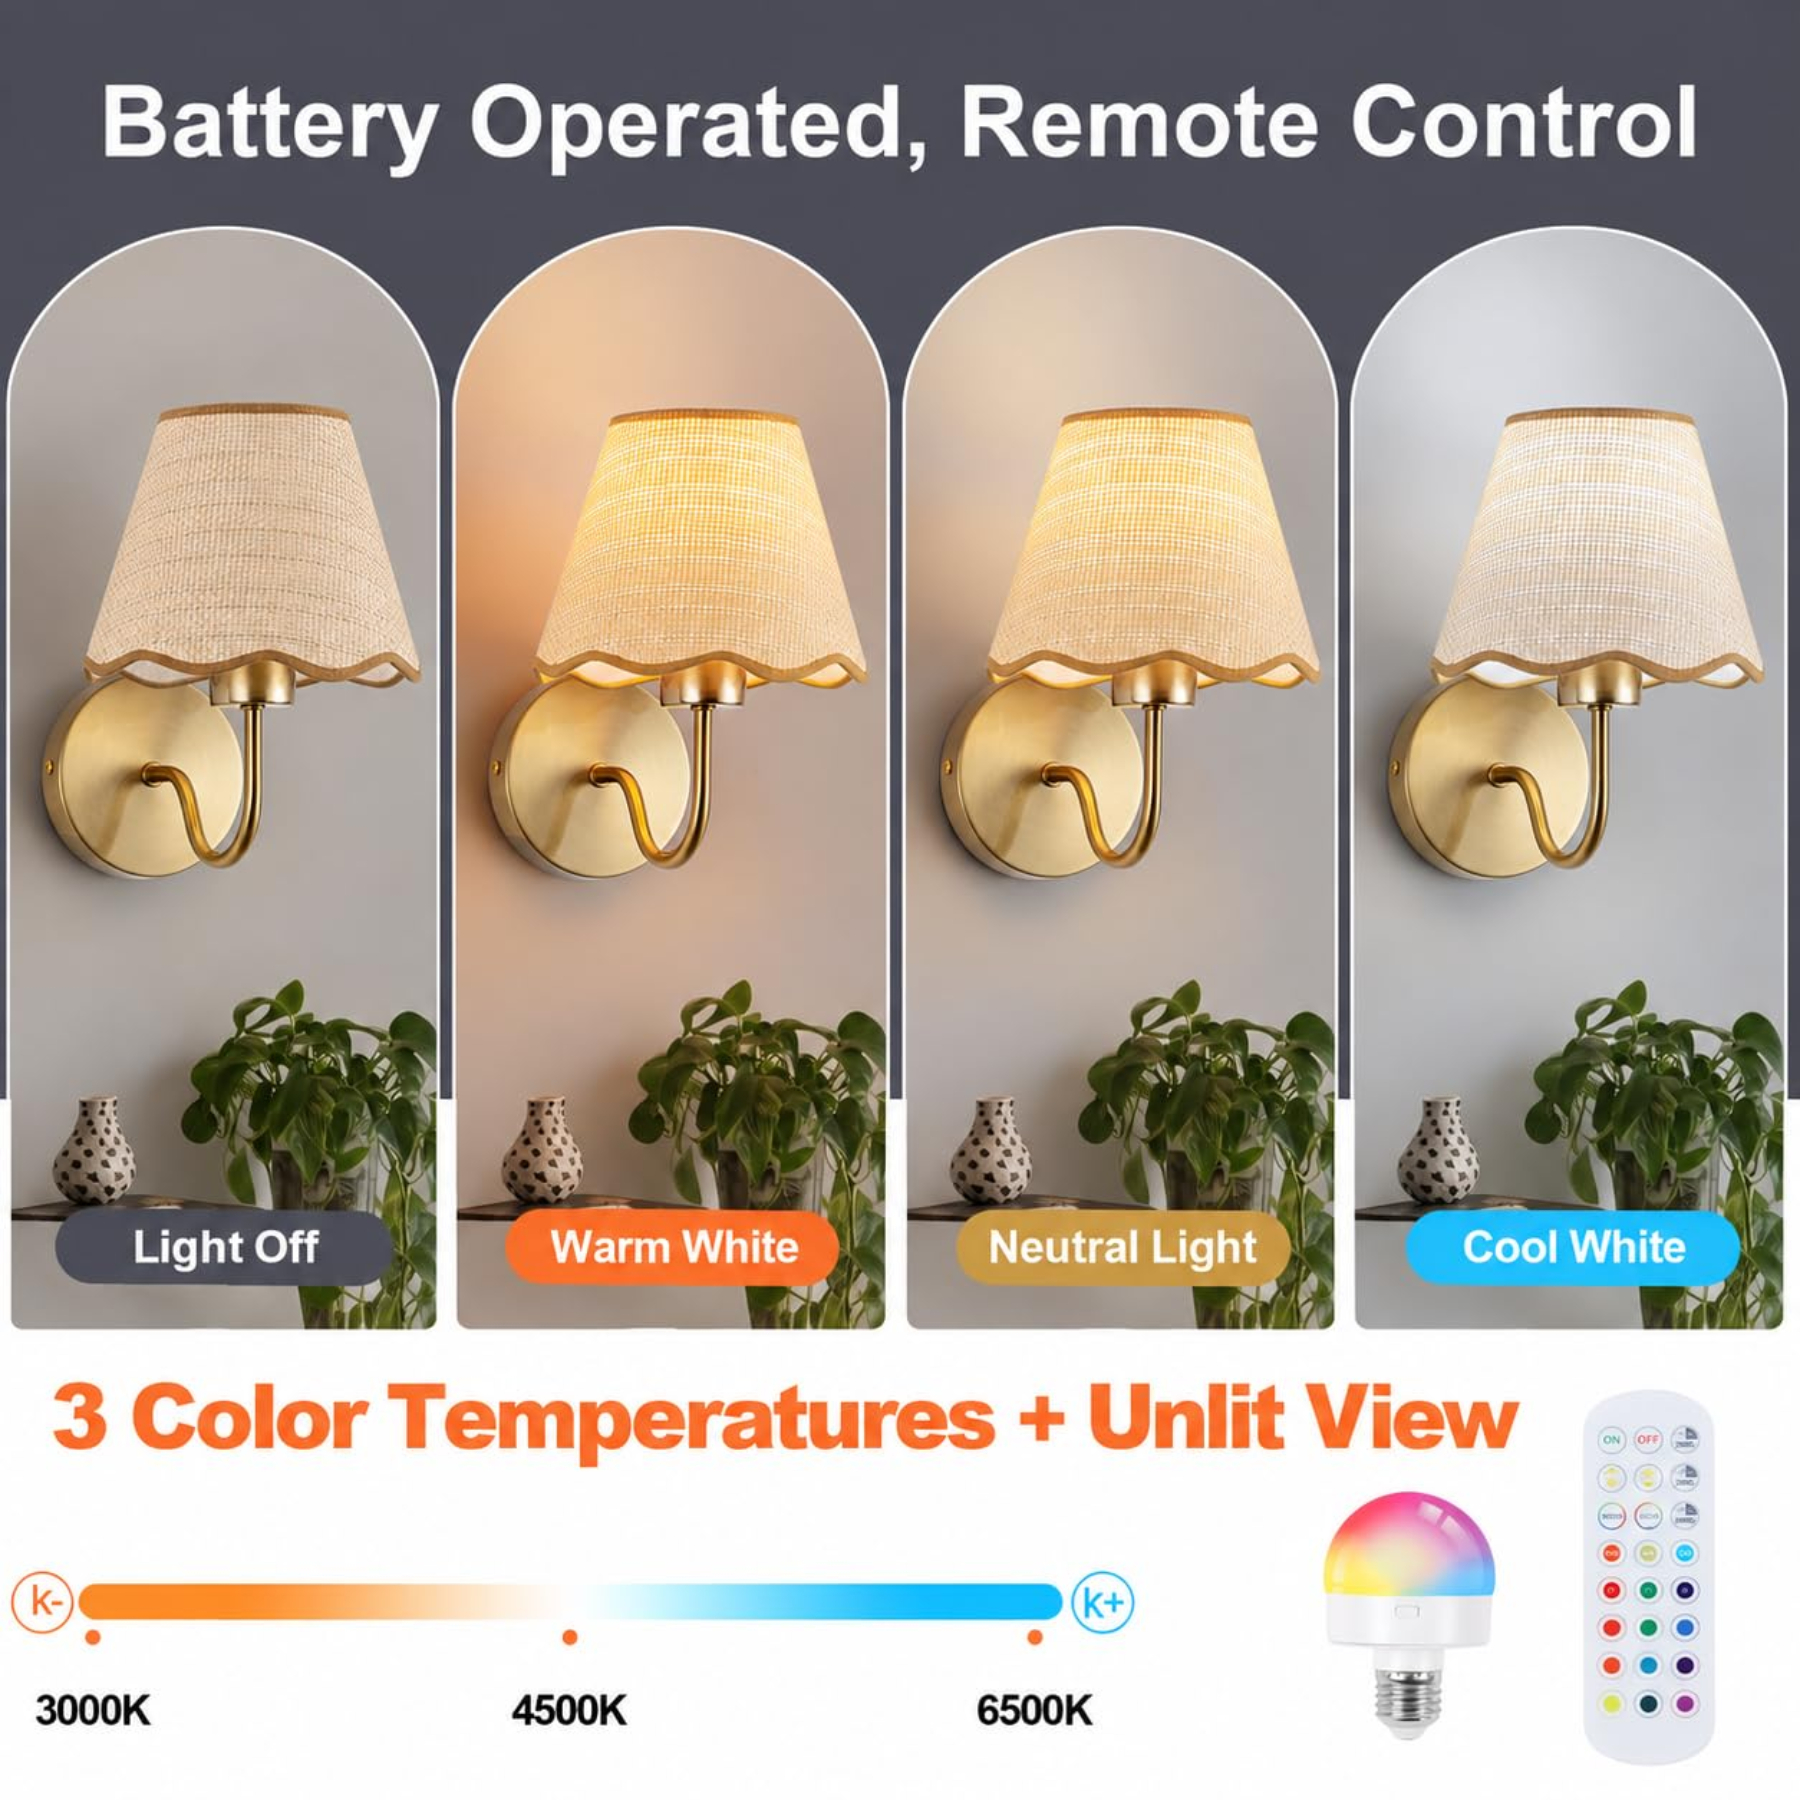 Battery Operated, Remote Control
Light Off
Warm White
Neutral Light
Cool White
3 Color Temperatures + Unlit View
ON OFF
k-
k+
3000K
4500K
6500K